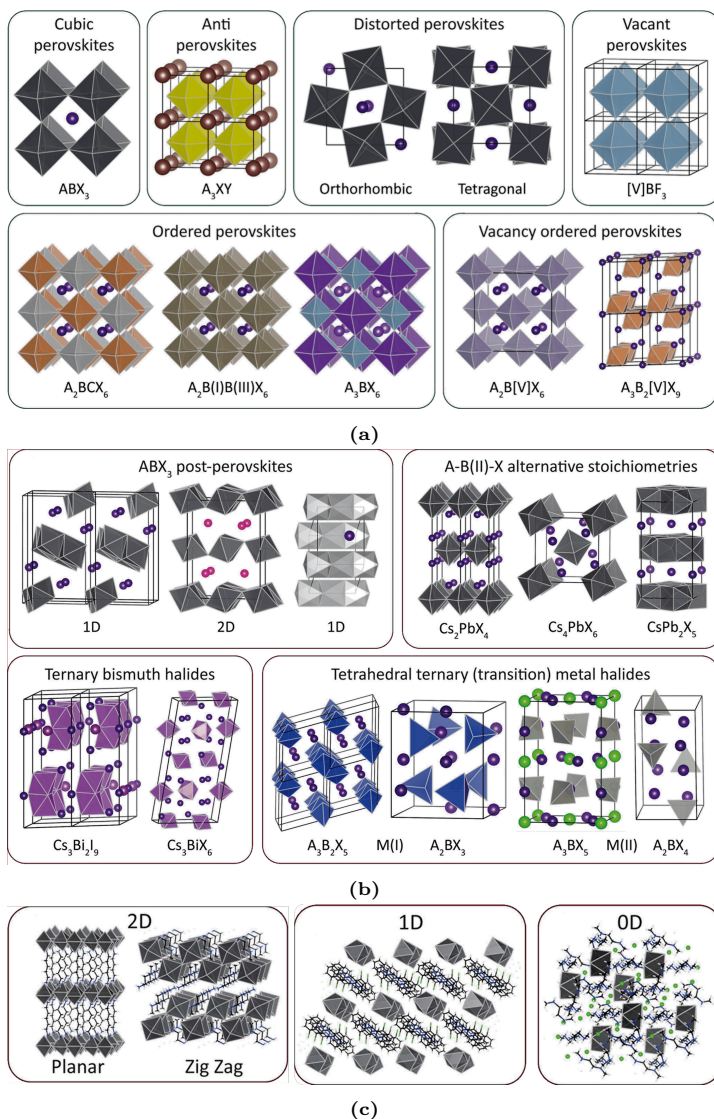 Cubic
perovskites
ABX₃
Anti
perovskites
A₃XY
Distorted perovskites
Orthorhombic
Tetragonal
Vacant
perovskites
[V]BF₃
Ordered perovskites
A₂BCX₆
A₂B(I)B(III)X₆
A₃BX₆
Vacancy ordered perovskites
A₂B[V]X₆
A₃B₂[V]X₉
(a)
ABX₃ post-perovskites
1D
2D
1D
A-B(II)-X alternative stoichiometries
Cs₂PbX₄
Cs₄PbX₆
CsPb₂X₅
Ternary bismuth halides
Cs₃Bi₂I₉
Cs₃BiX₆
Tetrahedral ternary (transition) metal halides
A₃B₂X₅
M(I)
A₂BX₃
A₃BX₅
M(II)
A₂BX₄
(b)
2D
Planar
Zig Zag
1D
0D
(c)